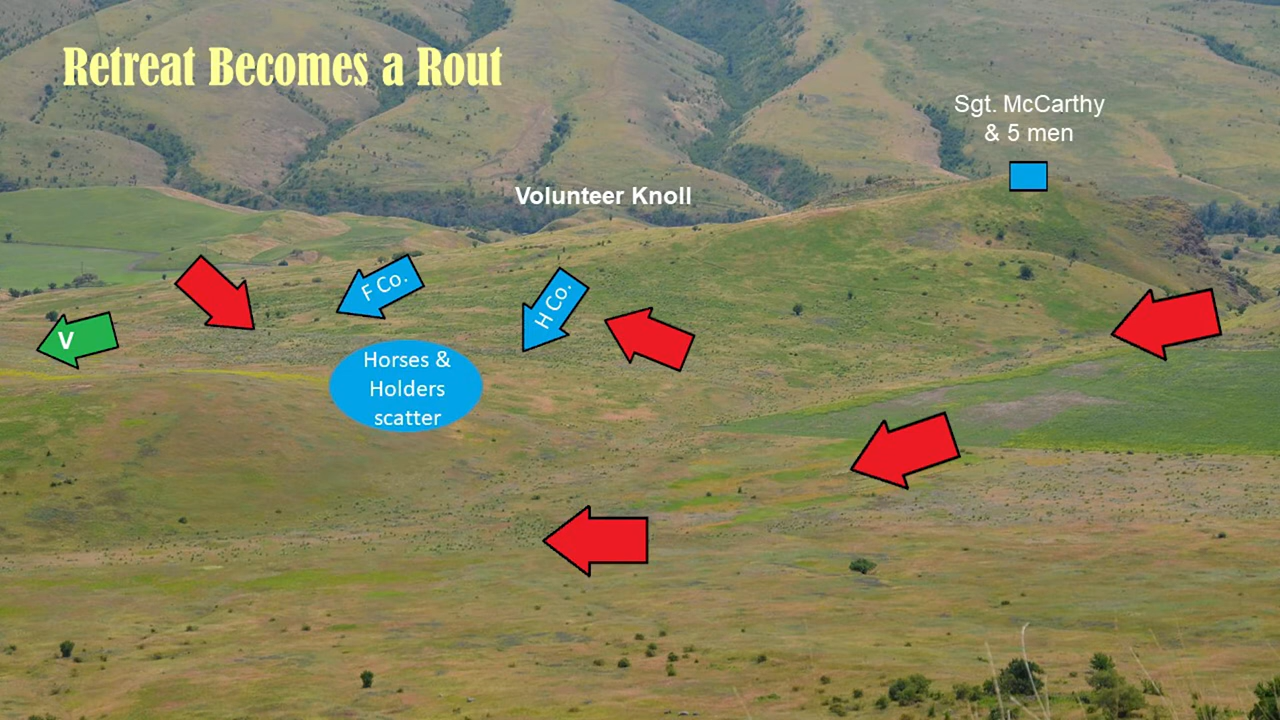 Retreat Becomes a Rout
Sgt. McCarthy
& 5 men
Volunteer Knoll
F Co.
H Co.
V
Horses &
Holders
scatter